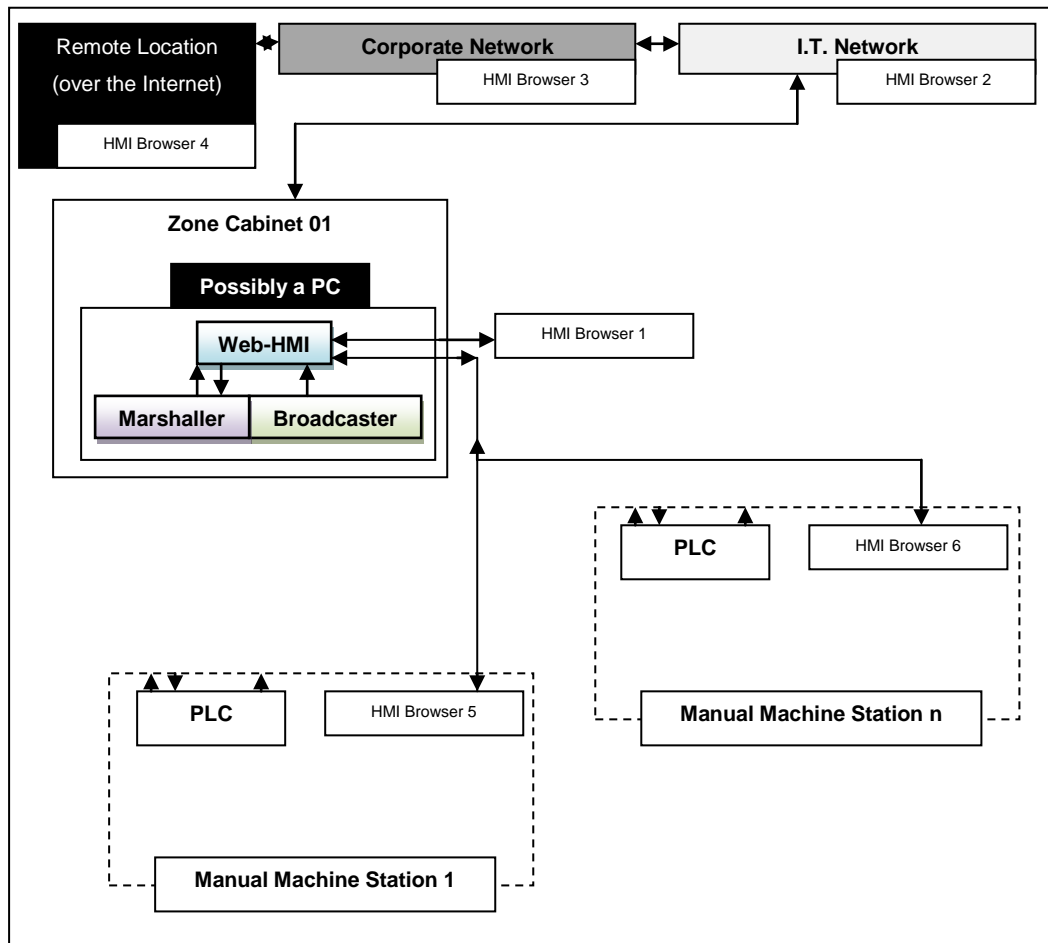 Remote Location
(over the Internet)
HMI Browser 4
Corporate Network
HMI Browser 3
I.T. Network
HMI Browser 2
Zone Cabinet 01
Possibly a PC
Web-HMI
HMI Browser 1
Marshaller
Broadcaster
PLC
HMI Browser 6
Manual Machine Station n
PLC
HMI Browser 5
Manual Machine Station 1